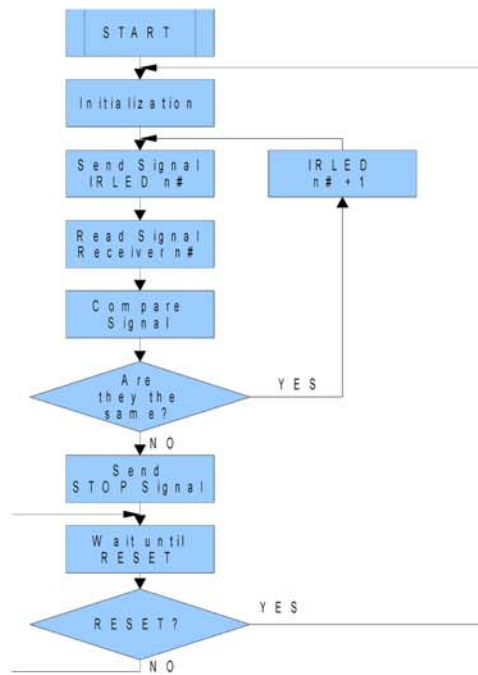 START
Initialization
Send Signal
IRLED n#
IRLED
n# +1
Read Signal
Receiver n#
Compare
Signal
Are
they the
same?
YES
NO
Send
STOP Signal
Wait until
RESET
RESET?
YES
NO